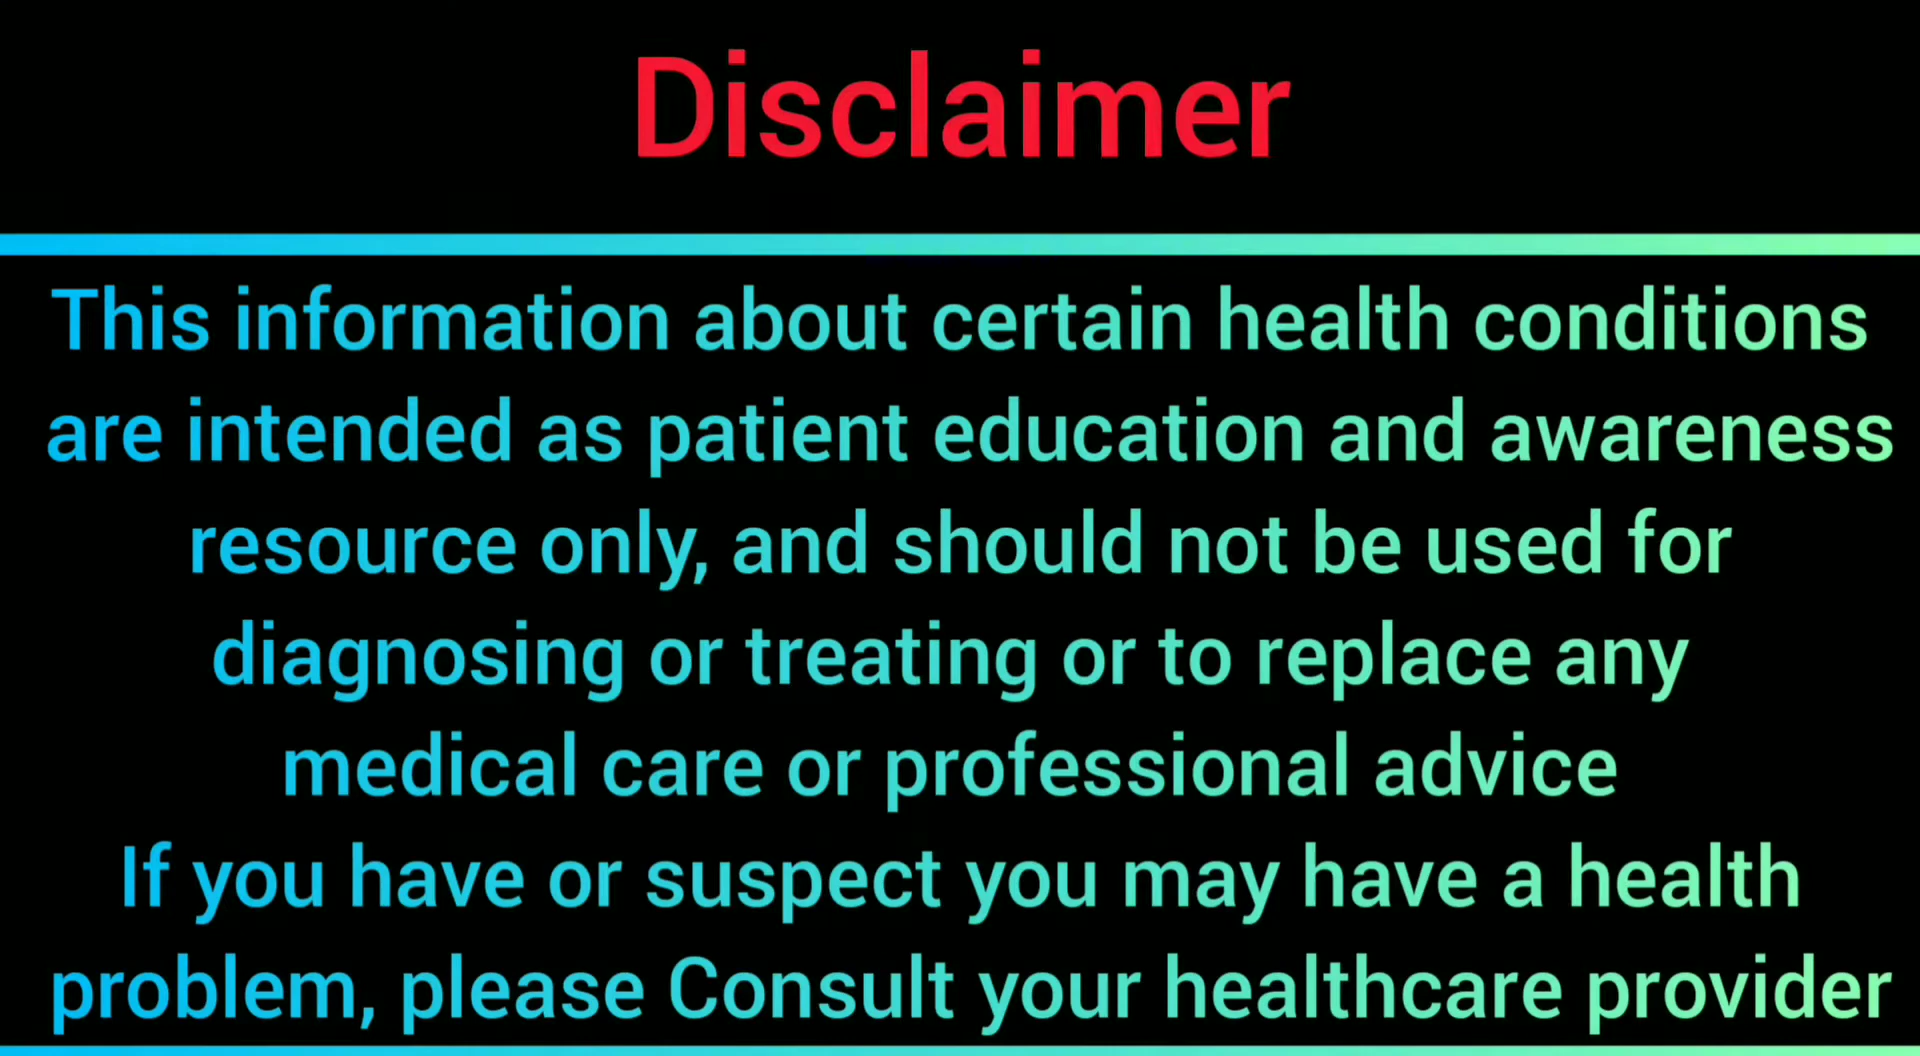 Disclaimer
This information about certain health conditions
are intended as patient education and awareness
resource only, and should not be used for
diagnosing or treating or to replace any
medical care or professional advice
If you have or suspect you may have a health
problem, please Consult your healthcare provider